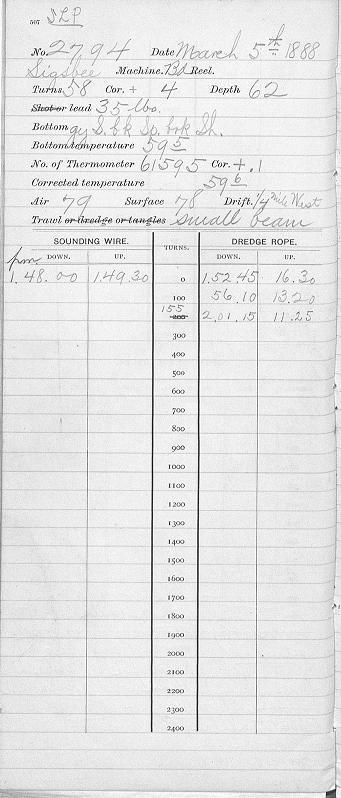 507 SLP
No. 2794 Date March 5th 1888
Sigsbee Machine. Bd Reel.
Turns 58 Cor. + 4 Depth 62
Shot or lead 35 lbs.
Bottom gy. S. bk Sp. brk Sh.
Bottom temperature 59 5
No. of Thermometer 61595 Cor. + .1
Corrected temperature 59 6
Air 79 Surface 78 Drift. 1/4 mile West
Trawl or dredge or tangles small beam
SOUNDING WIRE. TURNS. DREDGE ROPE.
DOWN. UP. DOWN. UP.
pm
1.48.00 1.49.30 0 1.52.45 16.30
100 56.10 13.20
155
200 2.01.15 11.25
300
400
500
600
700
800
900
1000
1100
1200
1300
1400
1500
1600
1700
1800
1900
2000
2100
2200
2300
2400